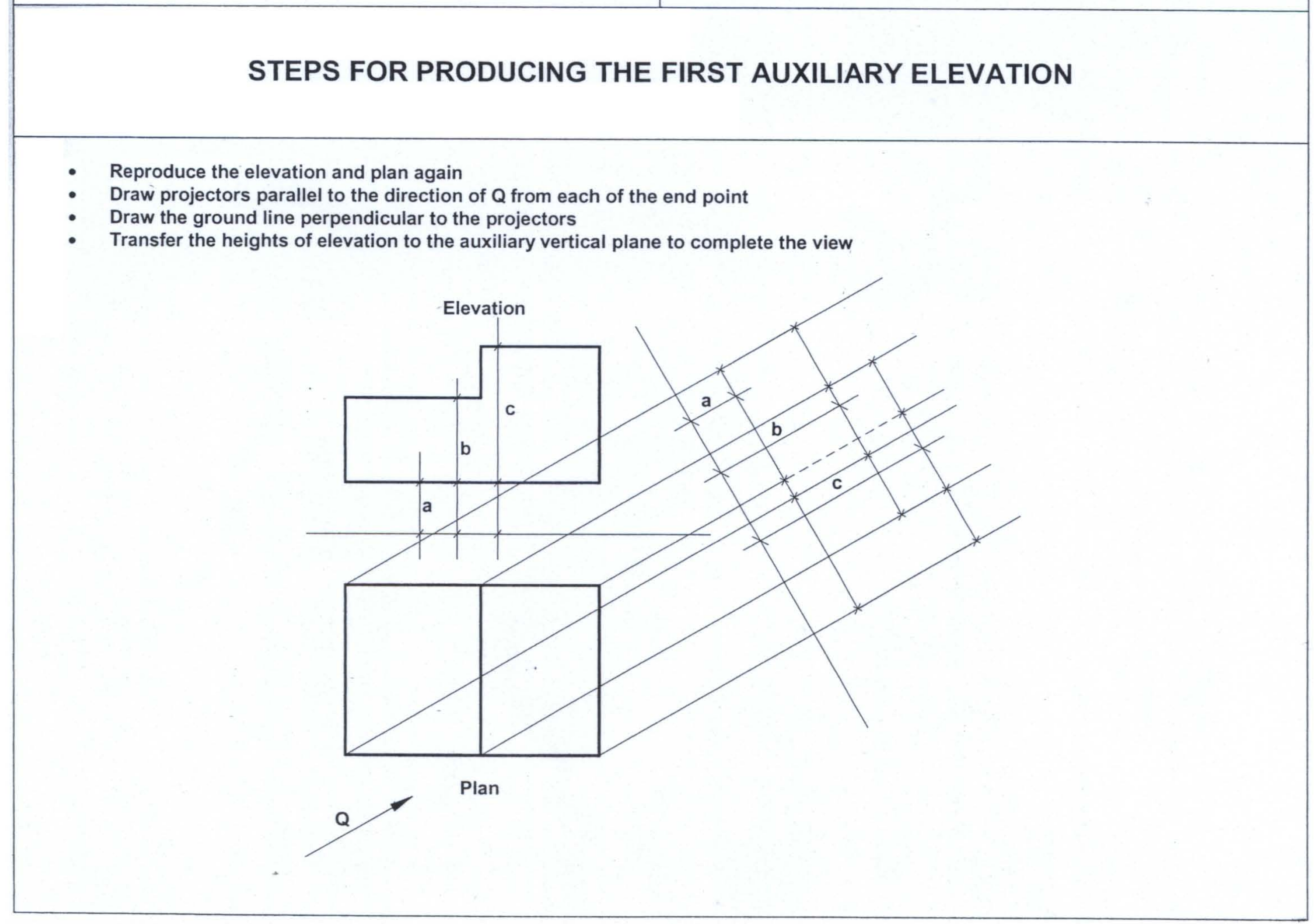 STEPS FOR PRODUCING THE FIRST AUXILIARY ELEVATION
• Reproduce the elevation and plan again
• Draw projectors parallel to the direction of Q from each of the end point
• Draw the ground line perpendicular to the projectors
• Transfer the heights of elevation to the auxiliary vertical plane to complete the view
Elevation
a
c
b
b
c
a
Plan
Q